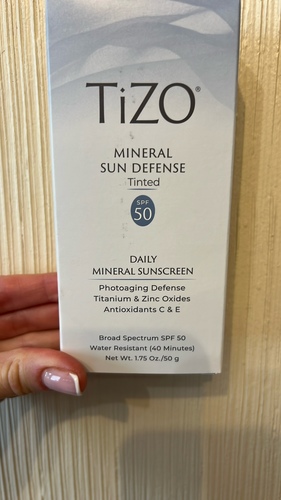 TiZO®
MINERAL
SUN DEFENSE
Tinted
SPF
50
DAILY
MINERAL SUNSCREEN
Photoaging Defense
Titanium & Zinc Oxides
Antioxidants C & E
Broad Spectrum SPF 50
Water Resistant (40 Minutes)
Net Wt. 1.75 Oz./50 g